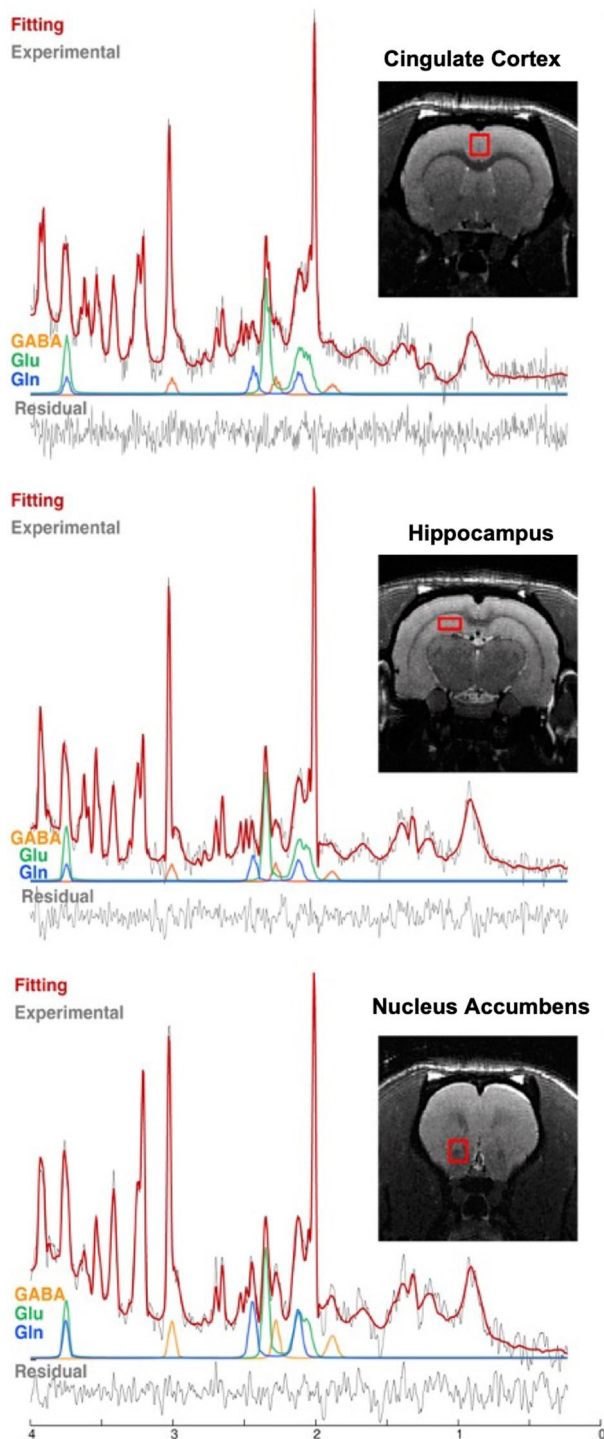 Fitting
Experimental
Cingulate Cortex
GABA
Glu
Gln
Residual
Fitting
Experimental
Hippocampus
GABA
Glu
Gln
Residual
Fitting
Experimental
Nucleus Accumbens
GABA
Glu
Gln
Residual
4 3 2 1 0